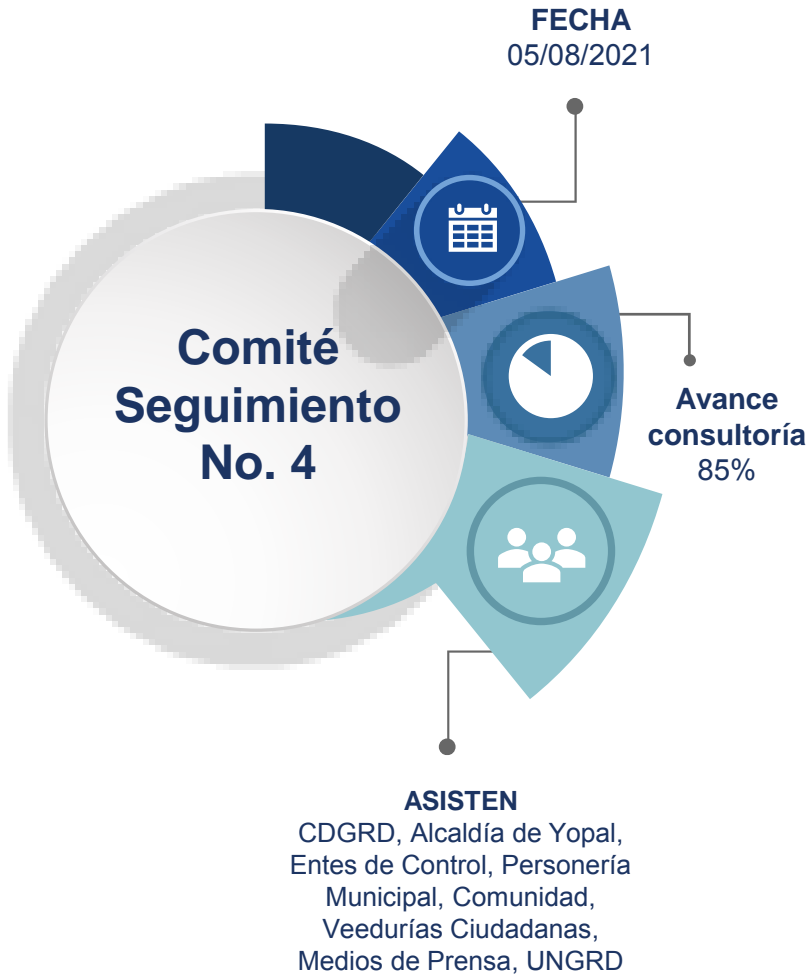 FECHA
05/08/2021
Comité
Seguimiento
No. 4
Avance
consultoría
85%
ASISTEN
CDGRD, Alcaldía de Yopal,
Entes de Control, Personería
Municipal, Comunidad,
Veedurías Ciudadanas,
Medios de Prensa, UNGRD